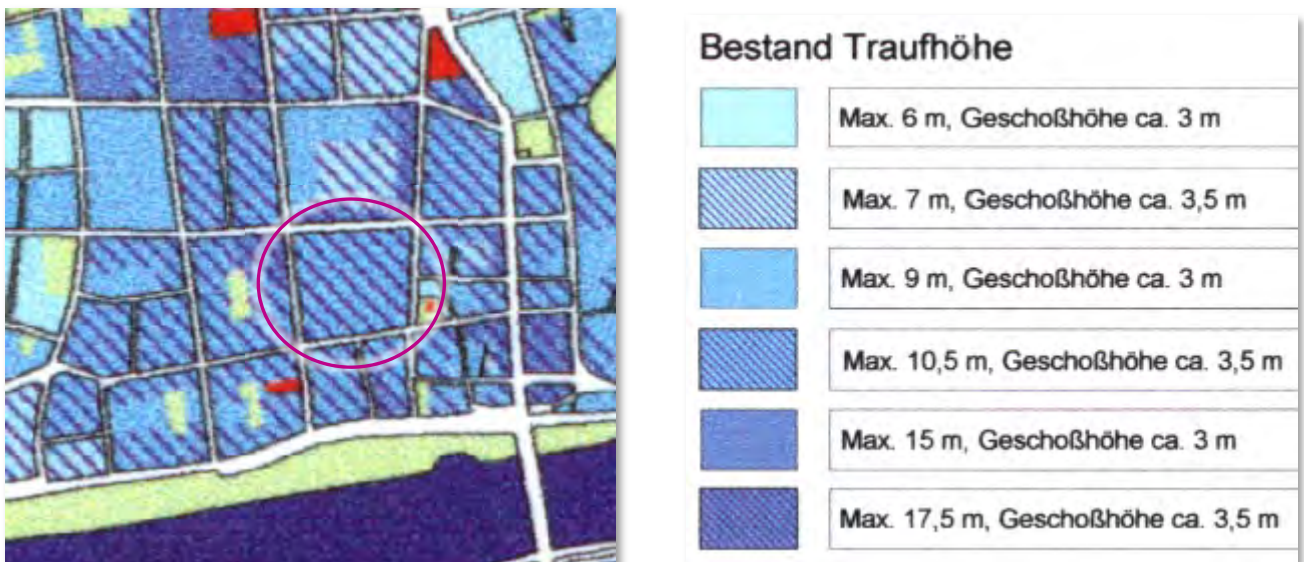 Bestand Traufhöhe
Max. 6 m, Geschoßhöhe ca. 3 m
Max. 7 m, Geschoßhöhe ca. 3,5 m
Max. 9 m, Geschoßhöhe ca. 3 m
Max. 10,5 m, Geschoßhöhe ca. 3,5 m
Max. 15 m, Geschoßhöhe ca. 3 m
Max. 17,5 m, Geschoßhöhe ca. 3,5 m